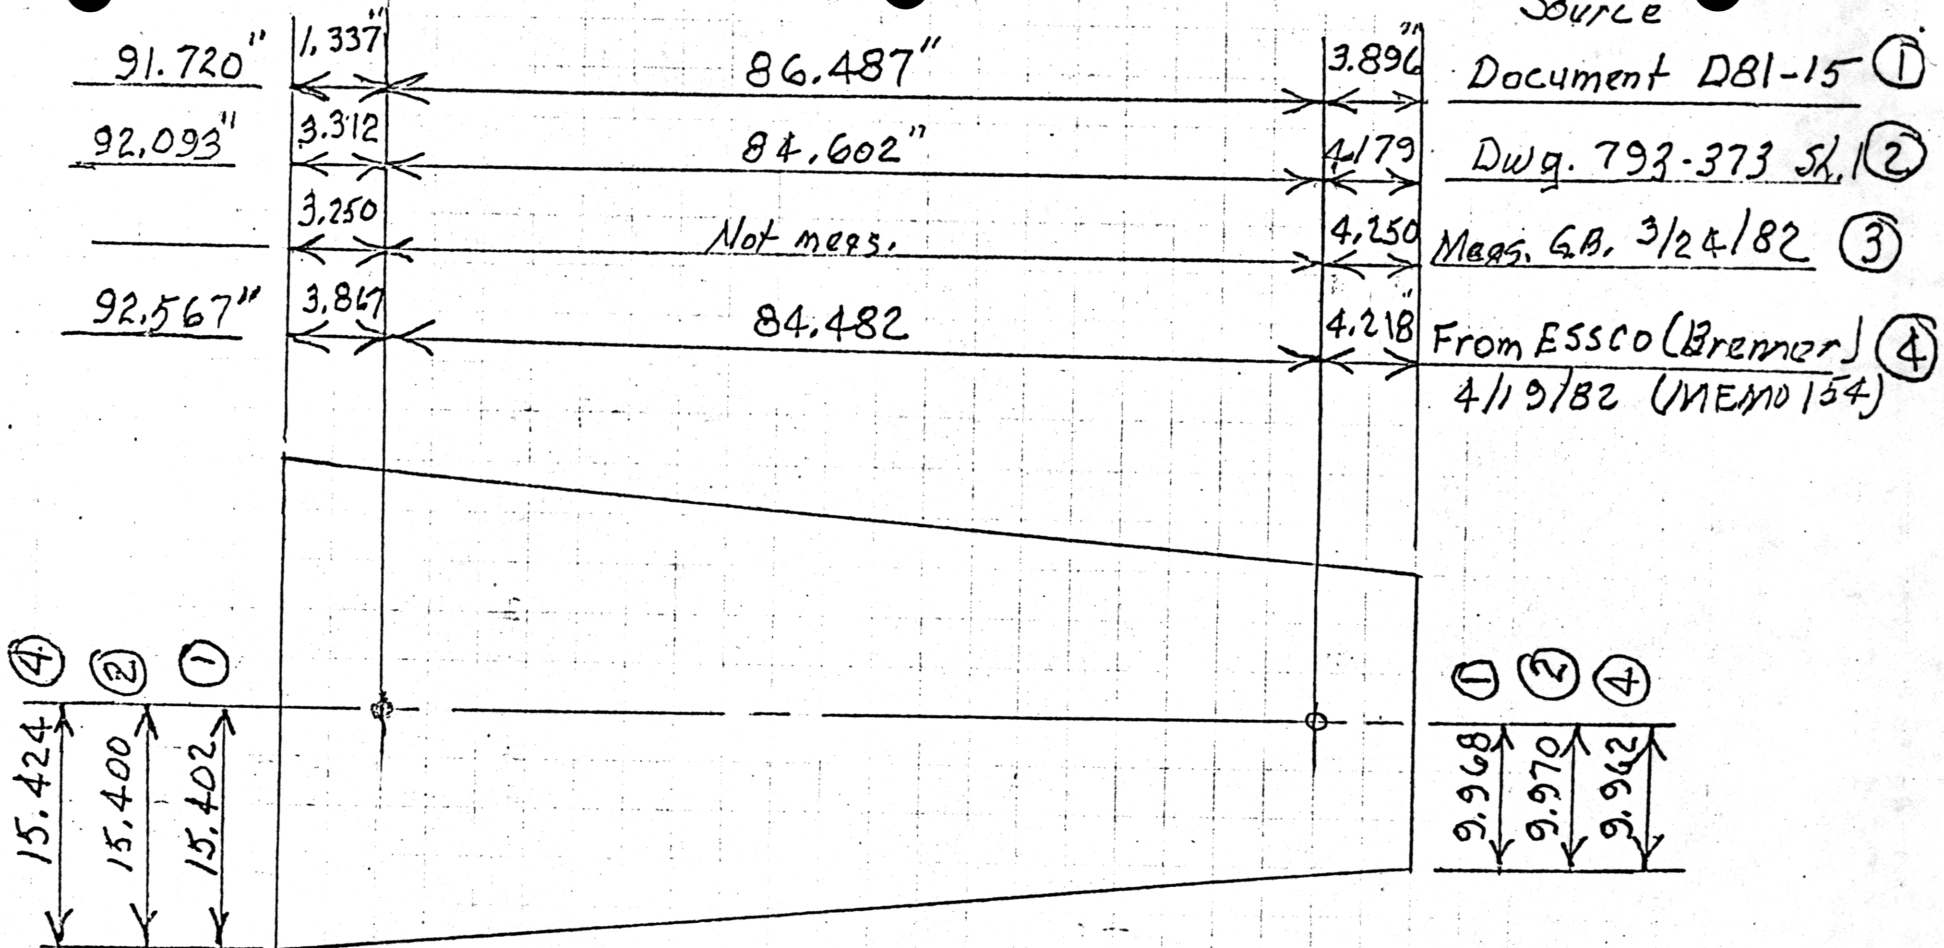 Source
91.720" 1.337" 86.487" 3.896" Document D81-15 ①
92.093" 3.312 84.602" 4.179 Dwg. 793-373 Sh. 1 ②
3.250 Not meas. 4.250 Meas. G.B. 3/24/82 ③
92.567" 3.867 84.482 4.218" From ESSCO (Brenner) ④
4/19/82 (MEMO 154)
④ ② ① ① ② ④
15.424 15.400 15.402 9.968 9.970 9.962